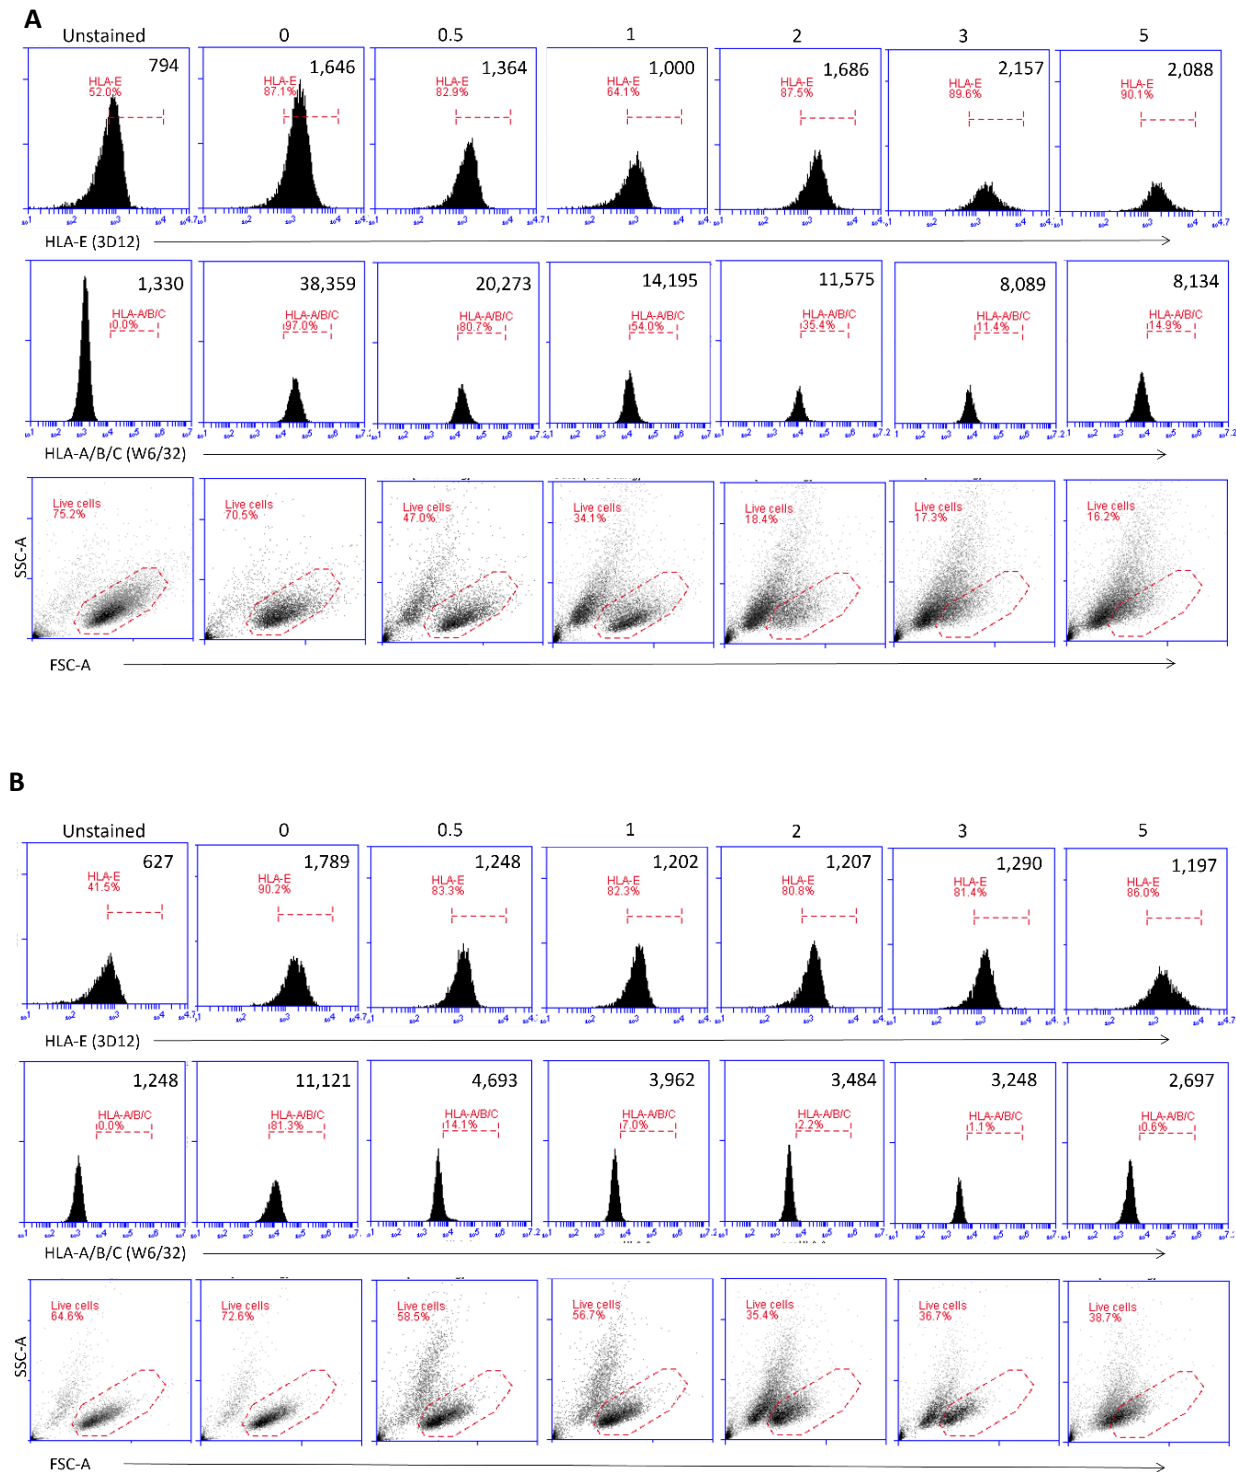 A
Unstained 0 0.5 1 2 3 5
794 1,646 1,364 1,000 1,686 2,157 2,088
HLA-E HLA-E HLA-E HLA-E HLA-E HLA-E HLA-E
52.0% 87.1% 82.9% 64.1% 87.5% 89.6% 90.1%
HLA-E (3D12)
1,330 38,359 20,273 14,195 11,575 8,089 8,134
HLA-A/B/C HLA-A/B/C HLA-A/B/C HLA-A/B/C HLA-A/B/C HLA-A/B/C HLA-A/B/C
0.0% 97.0% 80.7% 54.0% 35.4% 11.4% 14.9%
HLA-A/B/C (W6/32)
Live cells Live cells Live cells Live cells Live cells Live cells Live cells
75.2% 70.5% 47.0% 34.1% 18.4% 17.3% 16.2%
SSC-A
FSC-A
B
Unstained 0 0.5 1 2 3 5
627 1,789 1,248 1,202 1,207 1,290 1,197
HLA-E HLA-E HLA-E HLA-E HLA-E HLA-E HLA-E
41.5% 90.2% 83.3% 82.3% 80.8% 81.4% 86.0%
HLA-E (3D12)
1,248 11,121 4,693 3,962 3,484 3,248 2,697
HLA-A/B/C HLA-A/B/C HLA-A/B/C HLA-A/B/C HLA-A/B/C HLA-A/B/C HLA-A/B/C
0.0% 81.3% 14.1% 7.0% 2.2% 1.1% 0.6%
HLA-A/B/C (W6/32)
Live cells Live cells Live cells Live cells Live cells Live cells Live cells
64.6% 72.6% 58.5% 56.7% 35.4% 36.7% 38.7%
SSC-A
FSC-A